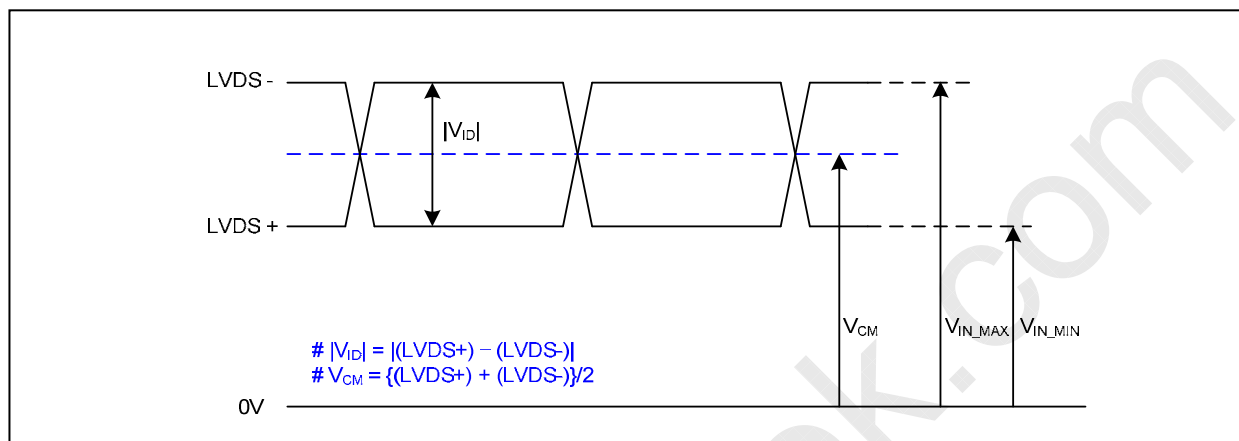 LVDS -
|VID|
LVDS +
VCM
VIN_MAX
VIN_MIN
# |VID| = |(LVDS+) – (LVDS-)|
# VCM = {(LVDS+) + (LVDS-)}/2
0V